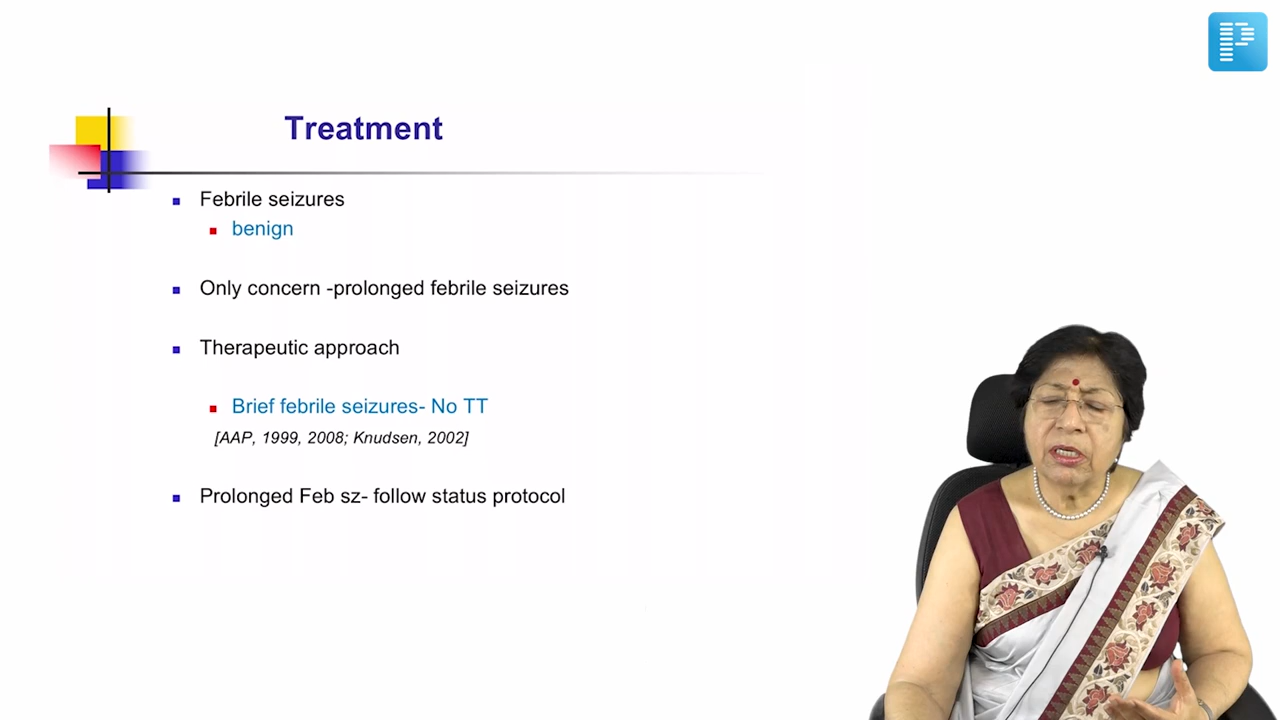 Treatment
Febrile seizures
benign
Only concern -prolonged febrile seizures
Therapeutic approach
Brief febrile seizures- No TT
[AAP, 1999, 2008; Knudsen, 2002]
Prolonged Feb sz- follow status protocol